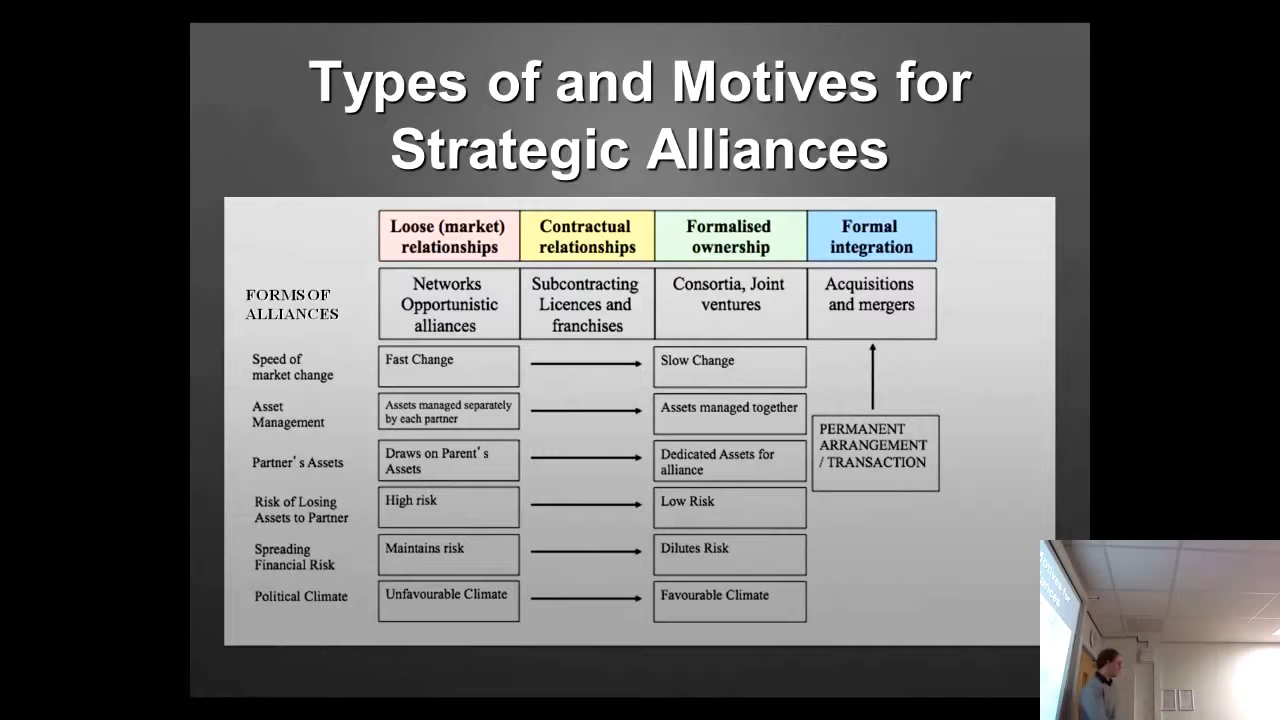 Types of and Motives for
Strategic Alliances
Loose (market)
relationships
Contractual
relationships
Formalised
ownership
Formal
integration
FORMS OF
ALLIANCES
Networks
Opportunistic
alliances
Subcontracting
Licences and
franchises
Consortia, Joint
ventures
Acquisitions
and mergers
Speed of
market change
Fast Change
Slow Change
Asset
Management
Assets managed separately
by each partner
Assets managed together
PERMANENT
ARRANGEMENT
/ TRANSACTION
Partner's Assets
Draws on Parent's
Assets
Dedicated Assets for
alliance
Risk of Losing
Assets to Partner
High risk
Low Risk
Spreading
Financial Risk
Maintains risk
Dilutes Risk
Political Climate
Unfavourable Climate
Favourable Climate